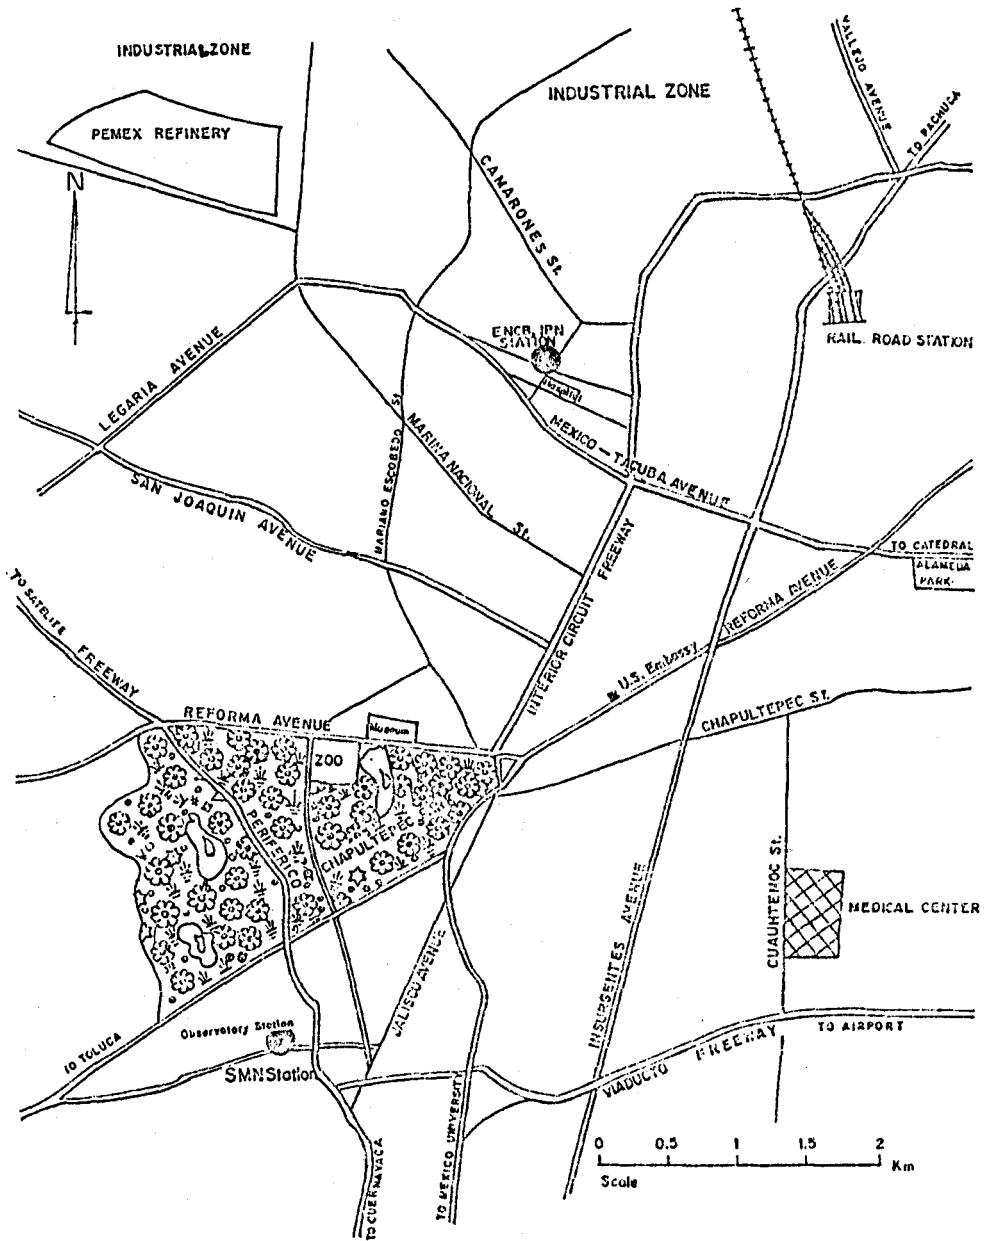 INDUSTRIAL ZONE
INDUSTRIAL ZONE
PEMEX REFINERY
N
VALLEJO AVENUE
TO PACHUCA
CAMARONES St.
ENCB. IPN
STATION
Hospital
RAIL ROAD STATION
LEGARIA AVENUE
MARIANO ESCOBEDO St
MARINA NACIONAL St.
MEXICO - TACUBA AVENUE
SAN JOAQUIN AVENUE
TO CATEDRAL
ALAMEDA
PARK.
INTERIOR CIRCUIT FREEWAY
REFORMA AVENUE
U.S. Embassy
TO SATELITE
FREEWAY
REFORMA AVENUE
Museum
ZOO
CHAPULTEPEC St.
PERIFERICO
CHAPULTEPEC
CUAUHTEMOC St.
MEDICAL CENTER
INSURGENTES AVENUE
JALISCO AVENUE
Observatory Station
SMN Station
TO TOLUCA
VIADUCTO FREEWAY
TO AIRPORT
TO CUERNAVACA
TO MEXICO UNIVERSITY
0 0.5 1 1.5 2
Km
Scale